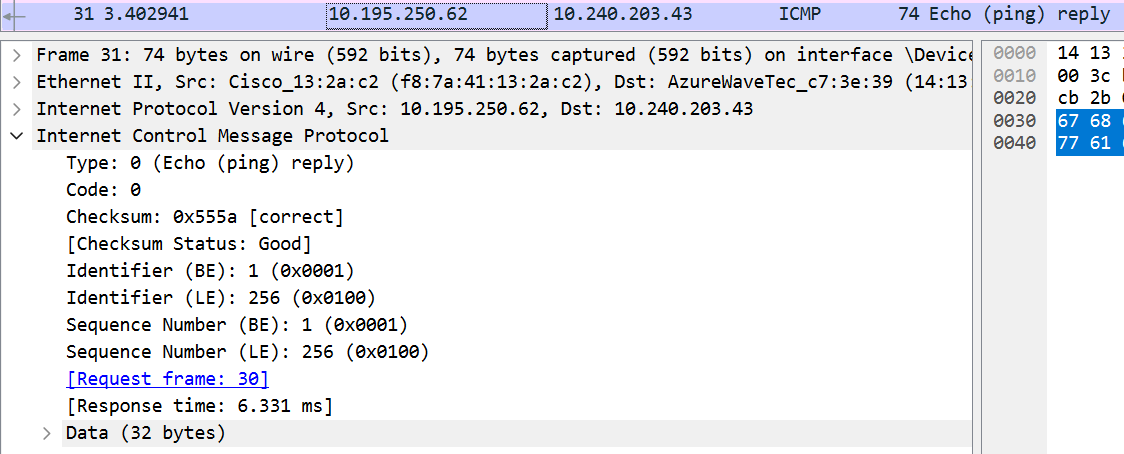 31 3.402941 10.195.250.62 10.240.203.43 ICMP 74 Echo (ping) reply
Frame 31: 74 bytes on wire (592 bits), 74 bytes captured (592 bits) on interface \Device
Ethernet II, Src: Cisco_13:2a:c2 (f8:7a:41:13:2a:c2), Dst: AzureWaveTec_c7:3e:39 (14:13
Internet Protocol Version 4, Src: 10.195.250.62, Dst: 10.240.203.43
Internet Control Message Protocol
Type: 0 (Echo (ping) reply)
Code: 0
Checksum: 0x555a [correct]
[Checksum Status: Good]
Identifier (BE): 1 (0x0001)
Identifier (LE): 256 (0x0100)
Sequence Number (BE): 1 (0x0001)
Sequence Number (LE): 256 (0x0100)
[Request frame: 30]
[Response time: 6.331 ms]
Data (32 bytes)
0000 14 13
0010 00 3c
0020 cb 2b
0030 67 68
0040 77 61